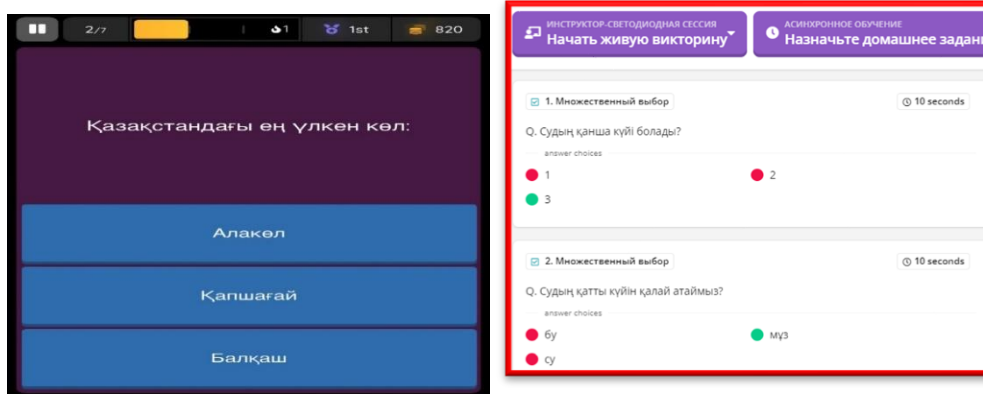 2/7
1
1st
820
Қазақстандағы ең үлкен көл:
Алакөл
Қапшағай
Балқаш
ИНСТРУКТОР-СВЕТОДИОДНАЯ СЕССИЯ
Начать живую викторину
АСИНХРОННОЕ ОБУЧЕНИЕ
Назначьте домашнее задани
1. Множественный выбор
10 seconds
Q. Судың қанша күйі болады?
answer choices
1
2
3
2. Множественный выбор
10 seconds
Q. Судың қатты күйін қалай атаймыз?
answer choices
бу
мұз
су